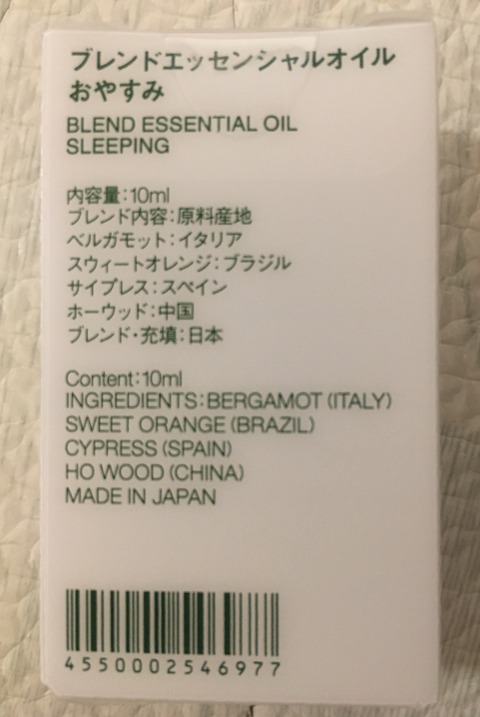 ブレンドエッセンシャルオイル
おやすみ
BLEND ESSENTIAL OIL
SLEEPING
内容量:10ml
ブレンド内容:原料産地
ベルガモット:イタリア
スウィートオレンジ:ブラジル
サイプレス:スペイン
ホーウッド:中国
ブレンド・充填:日本
Content:10ml
INGREDIENTS:BERGAMOT (ITALY)
SWEET ORANGE (BRAZIL)
CYPRESS (SPAIN)
HO WOOD (CHINA)
MADE IN JAPAN
4550002546977